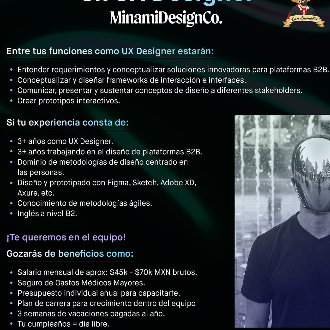 MinamiDesignCo.
Entre tus funciones como UX Designer estarán:
Entender requerimientos y conceptualizar soluciones innovadoras para plataformas B2B.
Conceptualizar y diseñar frameworks de interacción e interfaces.
Comunicar, presentar y sustentar conceptos de diseño a diferentes stakeholders.
Crear prototipos interactivos.
Si tu experiencia consta de:
3+ años como UX Designer.
3+ años trabajando en el diseño de plataformas B2B.
Dominio de metodologías de diseño centrado en
las personas.
Diseño y prototipado con Figma, Sketch, Adobe XD,
Axure, etc.
Conocimiento de metodologías ágiles.
Inglés a nivel B2.
¡Te queremos en el equipo!
Gozarás de beneficios como:
Salario mensual de aprox: $45k - $70k MXN brutos.
Seguro de Gastos Médicos Mayores.
Presupuesto individual anual para capacitarte.
Plan de carrera para crecimiento dentro del equipo
3 semanas de vacaciones pagadas al año.
Tu cumpleaños = día libre.